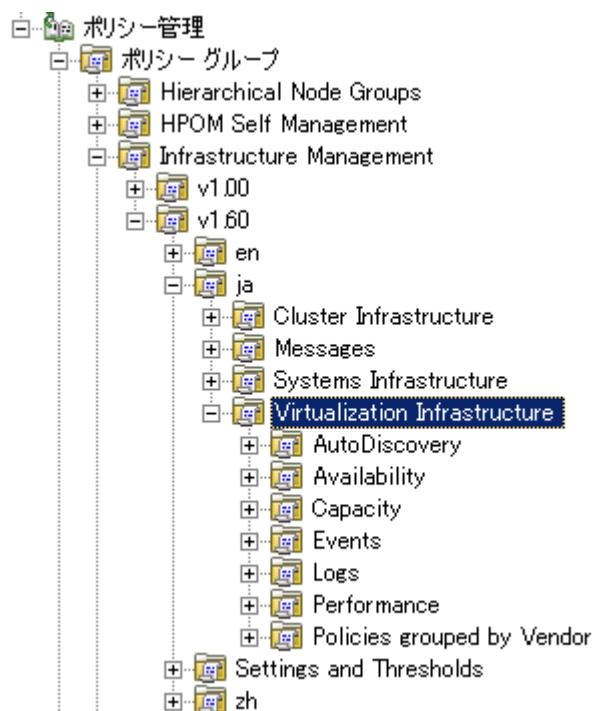 ポリシー管理
ポリシー グループ
Hierarchical Node Groups
HPOM Self Management
Infrastructure Management
v1.00
v1.60
en
ja
Cluster Infrastructure
Messages
Systems Infrastructure
Virtualization Infrastructure
AutoDiscovery
Availability
Capacity
Events
Logs
Performance
Policies grouped by Vendor
Settings and Thresholds
zh